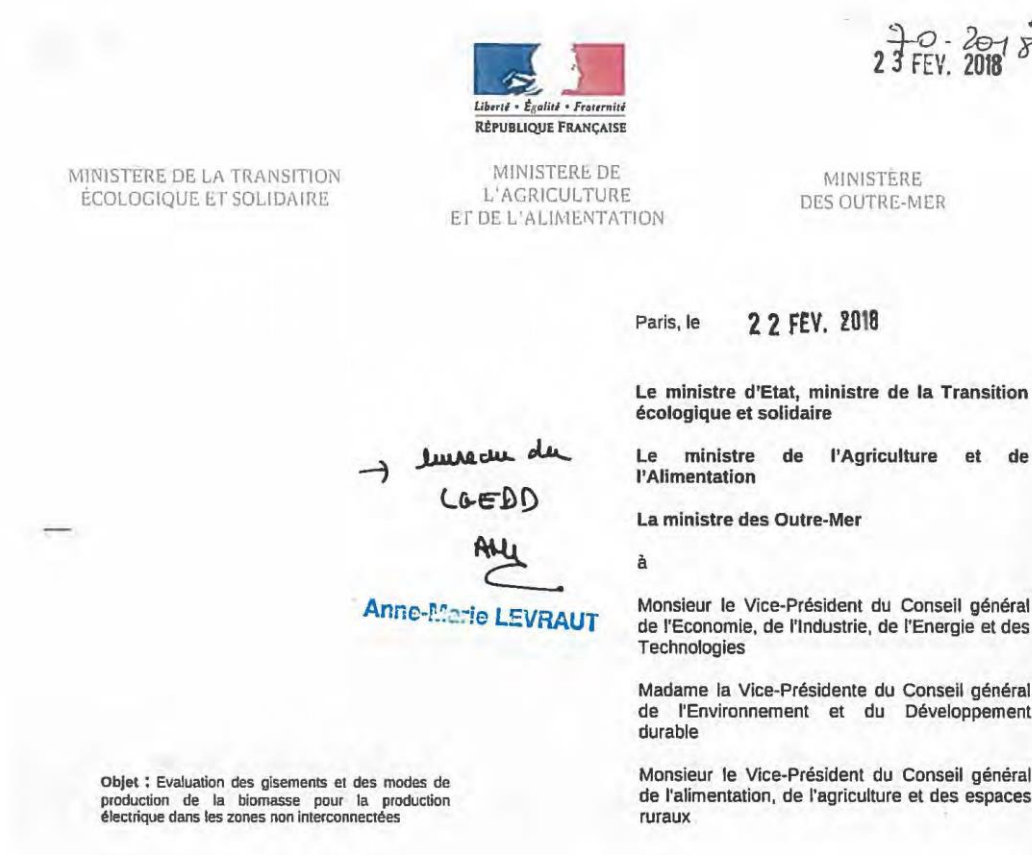 70-2018
23 FEV. 2018
Liberté • Égalité • Fraternité
RÉPUBLIQUE FRANÇAISE
MINISTÈRE DE LA TRANSITION
ÉCOLOGIQUE ET SOLIDAIRE
MINISTERE DE
L'AGRICULTURE
ET DE L'ALIMENTATION
MINISTÈRE
DES OUTRE-MER
Paris, le 22 FEV. 2018
Le ministre d'Etat, ministre de la Transition
écologique et solidaire
Le ministre de l'Agriculture et de
l'Alimentation
La ministre des Outre-Mer
à
→ bureau du
CGEDD
Anne-Marie LEVRAUT
Monsieur le Vice-Président du Conseil général
de l'Economie, de l'Industrie, de l'Energie et des
Technologies
Madame la Vice-Présidente du Conseil général
de l'Environnement et du Développement
durable
Monsieur le Vice-Président du Conseil général
de l'alimentation, de l'agriculture et des espaces
ruraux
Objet : Evaluation des gisements et des modes de
production de la biomasse pour la production
électrique dans les zones non interconnectées